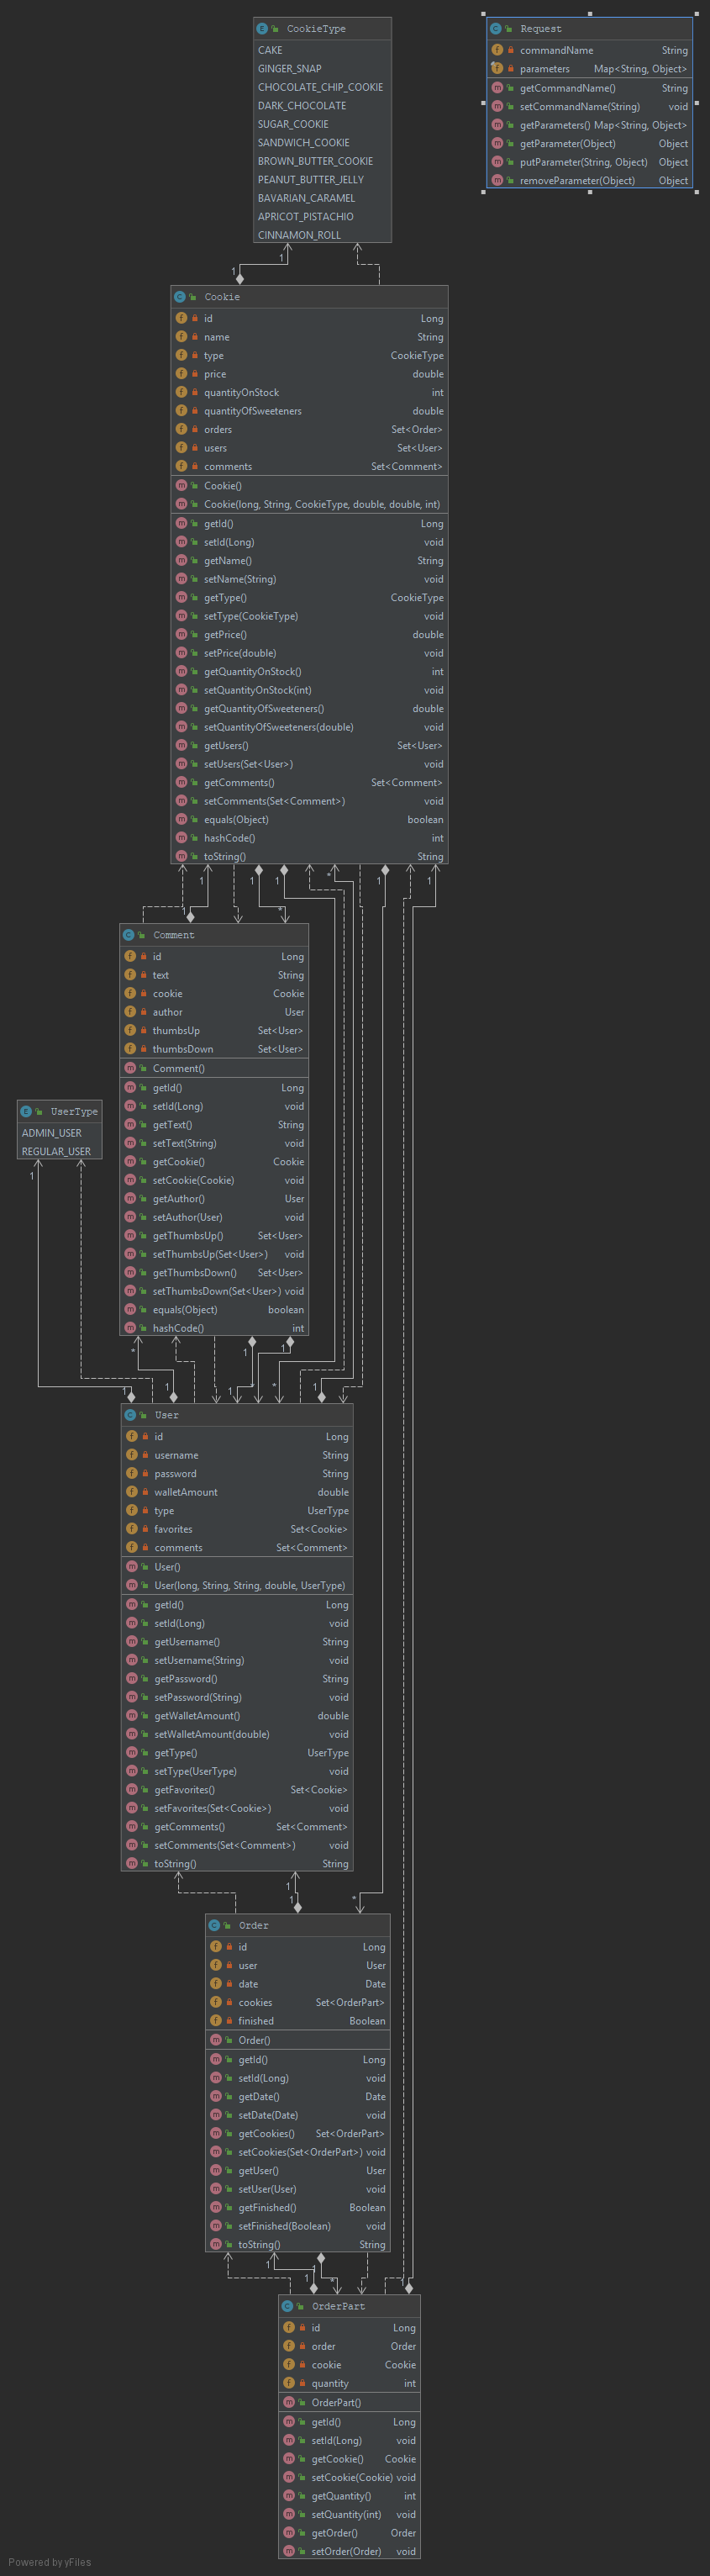 CookieType
CAKE
GINGER_SNAP
CHOCOLATE_CHIP_COOKIE
DARK_CHOCOLATE
SUGAR_COOKIE
SANDWICH_COOKIE
BROWN_BUTTER_COOKIE
PEANUT_BUTTER_JELLY
BAVARIAN_CARAMEL
APRICOT_PISTACHIO
CINNAMON_ROLL
Request
commandName String
parameters Map<String, Object>
getCommandName() String
setCommandName(String) void
getParameters() Map<String, Object>
getParameter(Object) Object
putParameter(String, Object) Object
removeParameter(Object) Object
1
1
Cookie
id Long
name String
type CookieType
price double
quantityOnStock int
quantityOfSweeteners double
orders Set<Order>
users Set<User>
comments Set<Comment>
Cookie()
Cookie(long, String, CookieType, double, double, int)
getId() Long
setId(Long) void
getName() String
setName(String) void
getType() CookieType
setType(CookieType) void
getPrice() double
setPrice(double) void
getQuantityOnStock() int
setQuantityOnStock(int) void
getQuantityOfSweeteners() double
setQuantityOfSweeteners(double) void
getUsers() Set<User>
setUsers(Set<User>) void
getComments() Set<Comment>
setComments(Set<Comment>) void
equals(Object) boolean
hashCode() int
toString() String
1 1 1 * 1 1
1 *
Comment
id Long
text String
cookie Cookie
author User
thumbsUp Set<User>
thumbsDown Set<User>
Comment()
getId() Long
setId(Long) void
getText() String
setText(String) void
getCookie() Cookie
setCookie(Cookie) void
getAuthor() User
setAuthor(User) void
getThumbsUp() Set<User>
setThumbsUp(Set<User>) void
getThumbsDown() Set<User>
setThumbsDown(Set<User>) void
equals(Object) boolean
hashCode() int
UserType
ADMIN_USER
REGULAR_USER
1
* 1 1
1 1 1 * * 1
User
id Long
username String
password String
walletAmount double
type UserType
favorites Set<Cookie>
comments Set<Comment>
User()
User(long, String, String, double, UserType)
getId() Long
setId(Long) void
getUsername() String
setUsername(String) void
getPassword() String
setPassword(String) void
getWalletAmount() double
setWalletAmount(double) void
getType() UserType
setType(UserType) void
getFavorites() Set<Cookie>
setFavorites(Set<Cookie>) void
getComments() Set<Comment>
setComments(Set<Comment>) void
toString() String
1
1 *
Order
id Long
user User
date Date
cookies Set<OrderPart>
finished Boolean
Order()
getId() Long
setId(Long) void
getDate() Date
setDate(Date) void
getCookies() Set<OrderPart>
setCookies(Set<OrderPart>) void
getUser() User
setUser(User) void
getFinished() Boolean
setFinished(Boolean) void
toString() String
1 1
1 * 1
OrderPart
id Long
order Order
cookie Cookie
quantity int
OrderPart()
getId() Long
setId(Long) void
getCookie() Cookie
setCookie(Cookie) void
getQuantity() int
setQuantity(int) void
getOrder() Order
setOrder(Order) void
Powered by yFiles